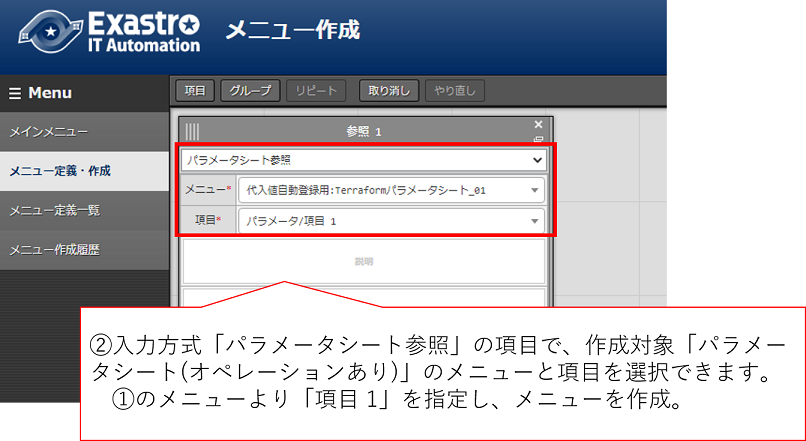 Exastro
IT Automation
メニュー作成
Menu
項目 グループ リピート 取り消し やり直し
メインメニュー
メニュー定義・作成
メニュー定義一覧
メニュー作成履歴
参照 1
パラメータシート参照
メニュー* 代入値自動登録用:Terraformパラメータシート_01
項目* パラメータ/項目 1
説明
②入力方式「パラメータシート参照」の項目で、作成対象「パラメー
タシート(オペレーションあり)」のメニューと項目を選択できます。
①のメニューより「項目 1」を指定し、メニューを作成。